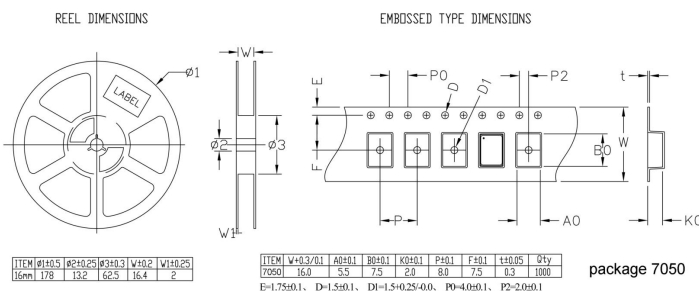 REEL DIMENSIONS
EMBOSSED TYPE DIMENSIONS
W
ø1
LABEL
ø2
ø3
W1
E
F
P0
D
D1
P2
t
W
B0
P
A0
K0
ITEM ø1±0.5 ø2±0.25 ø3±0.3 W±0.2 W1±0.25
16mm 178 13.2 62.5 16.4 2
ITEM W+0.3/0.1 A0±0.1 B0±0.1 K0±0.1 P±0.1 F±0.1 t±0.05 Qty
7050 16.0 5.5 7.5 2.0 8.0 7.5 0.3 1000
E=1.75±0.1、 D=1.5±0.1、 D1=1.5+0.25/-0.0、 P0=4.0±0.1、 P2=2.0±0.1
package 7050